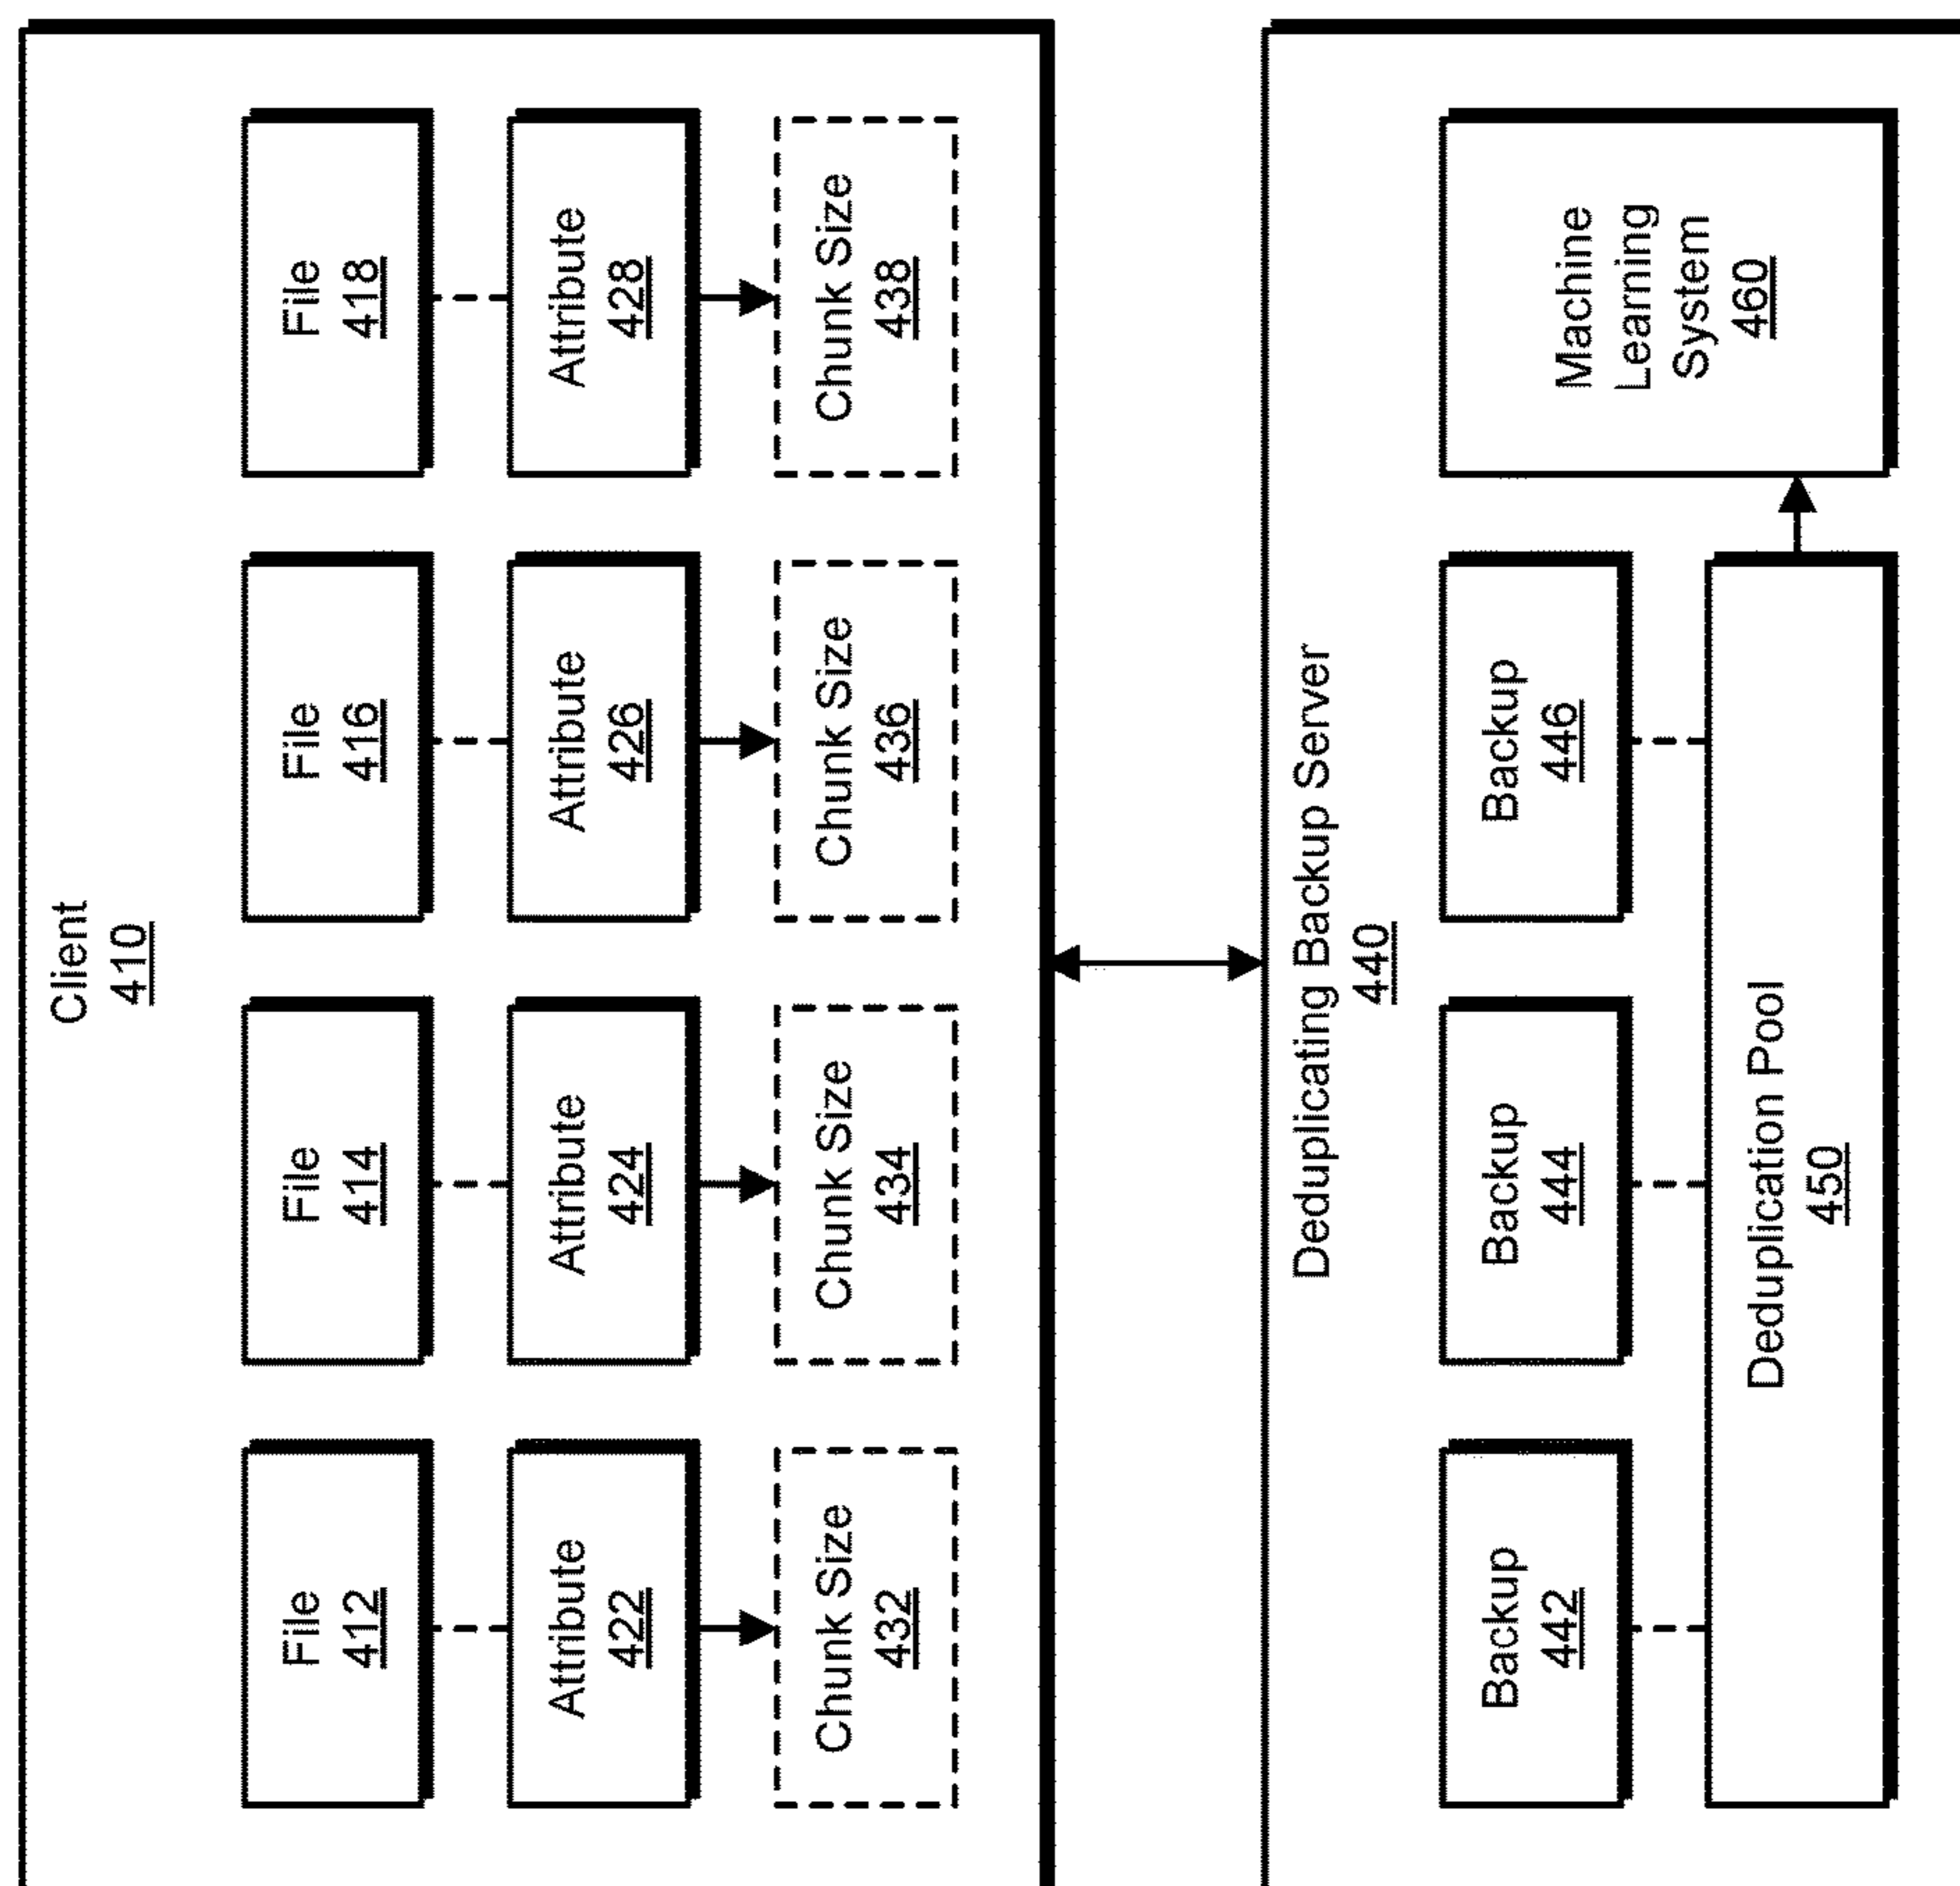 Client
410
File
412
File
414
File
416
File
418
Attribute
422
Attribute
424
Attribute
426
Attribute
428
Chunk Size
432
Chunk Size
434
Chunk Size
436
Chunk Size
438
Deduplicating Backup Server
440
Backup
442
Backup
444
Backup
446
Deduplication Pool
450
Machine
Learning
System
460